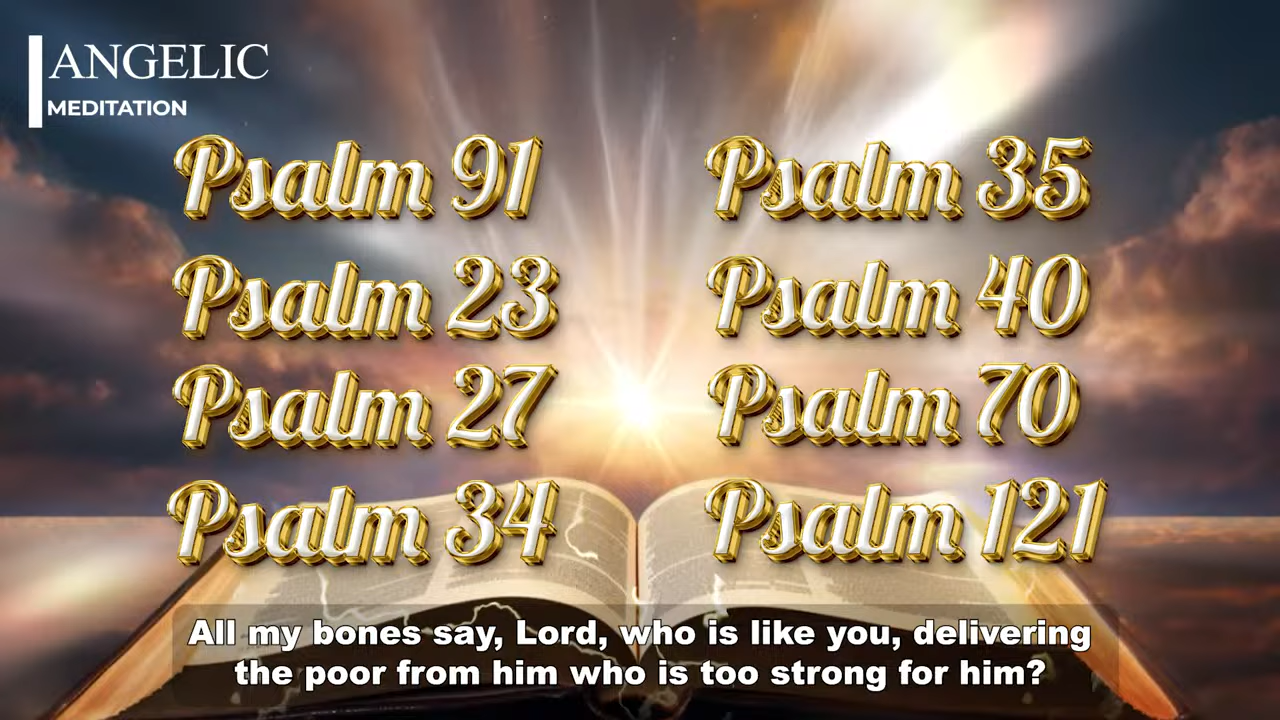 ANGELIC
MEDITATION
Psalm 91
Psalm 23
Psalm 27
Psalm 34
Psalm 35
Psalm 40
Psalm 70
Psalm 121
All my bones say, Lord, who is like you, delivering
the poor from him who is too strong for him?